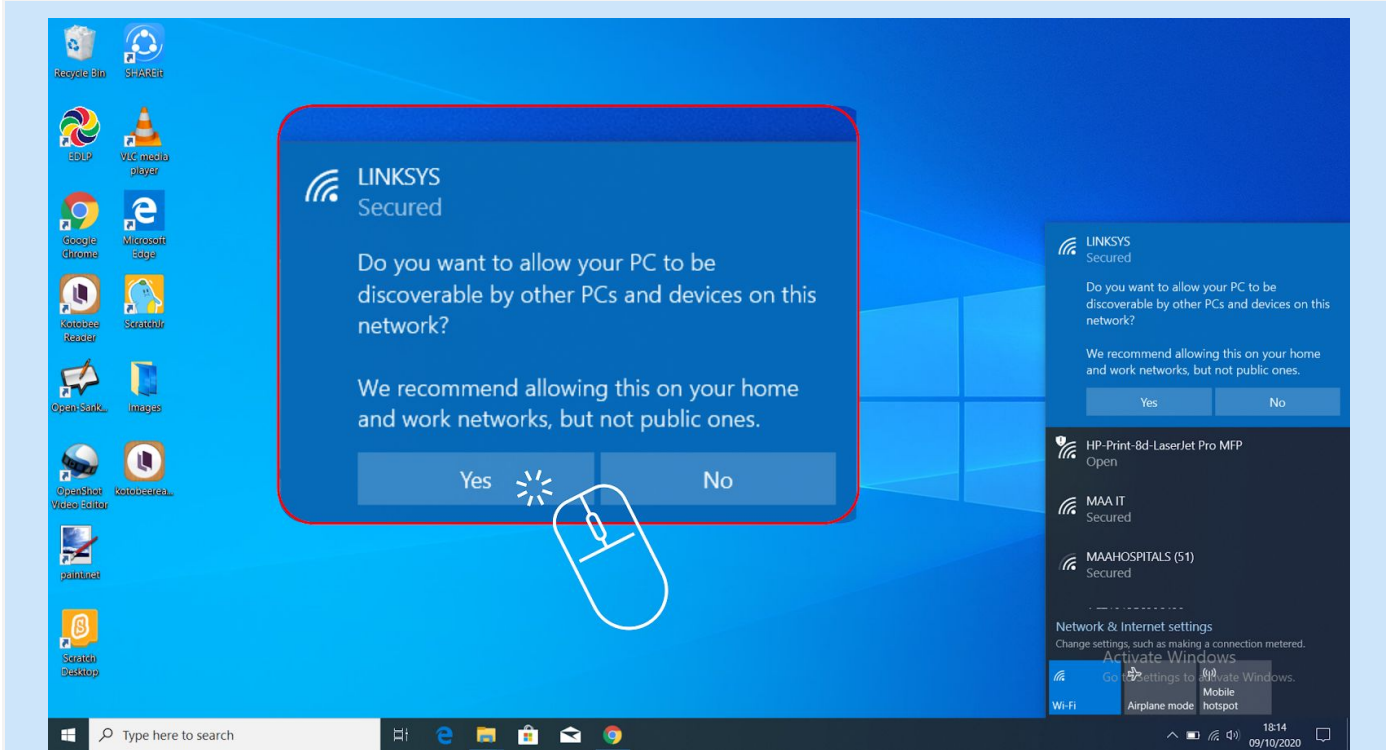 Recycle Bin
SHAREit
EDLP
VLC media
player
Google
Chrome
Microsoft
Edge
Kotobee
Reader
ScratchJr
Open-Sank...
Images
OpenShot
Video Editor
kotobeerea...
paint.net
Scratch
Desktop
LINKSYS
Secured
Do you want to allow your PC to be
discoverable by other PCs and devices on this
network?
We recommend allowing this on your home
and work networks, but not public ones.
Yes
No
LINKSYS
Secured
Do you want to allow your PC to be
discoverable by other PCs and devices on this
network?
We recommend allowing this on your home
and work networks, but not public ones.
Yes
No
HP-Print-8d-LaserJet Pro MFP
Open
MAA IT
Secured
MAAHOSPITALS (51)
Secured
Network & Internet settings
Change settings, such as making a connection metered.
Activate Windows
Go to Settings to activate Windows.
Wi-Fi
Airplane mode
Mobile
hotspot
Type here to search
18:14
09/10/2020